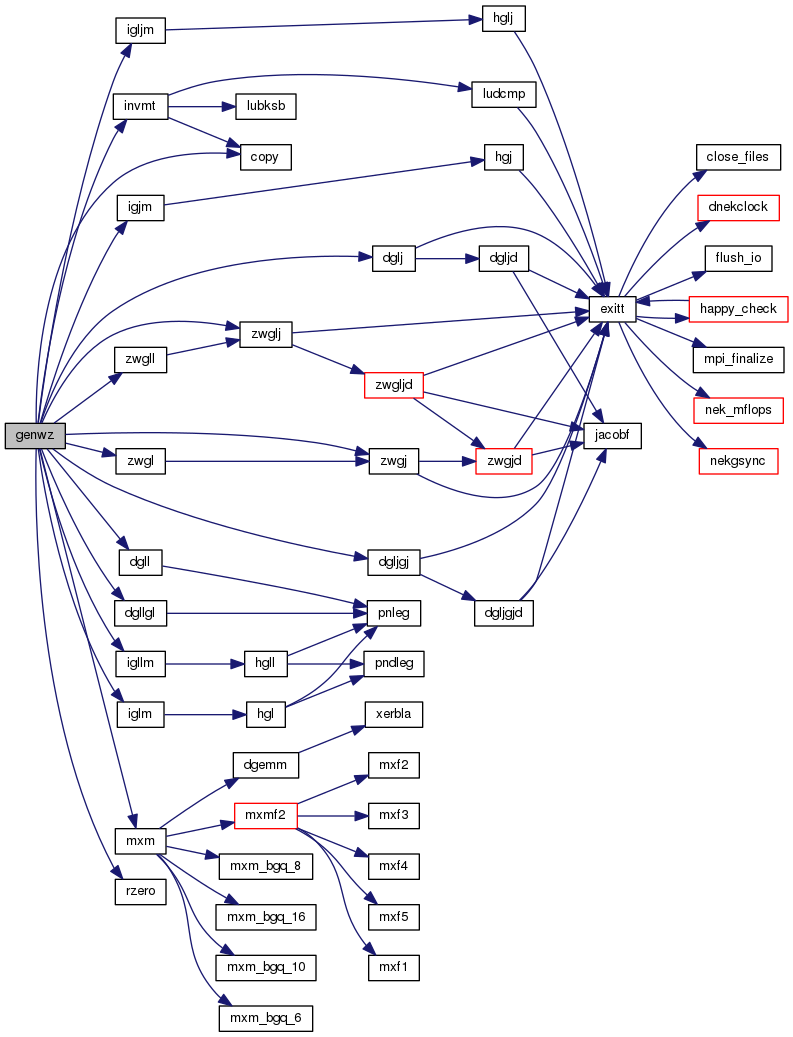 igljm
hglj
invmt
lubksb
ludcmp
copy
hgj
close_files
igjm
dnekclock
dglj
dgljd
flush_io
exitt
happy_check
zwglj
zwgll
mpi_finalize
zwgljd
nek_mflops
genwz
jacobf
zwgl
zwgj
zwgjd
nekgsync
dgll
dgljgj
dgllgl
pnleg
dgljgjd
igllm
hgll
pndleg
iglm
hgl
xerbla
dgemm
mxf2
mxmf2
mxf3
mxm
mxm_bgq_8
mxf4
rzero
mxm_bgq_16
mxf5
mxm_bgq_10
mxf1
mxm_bgq_6